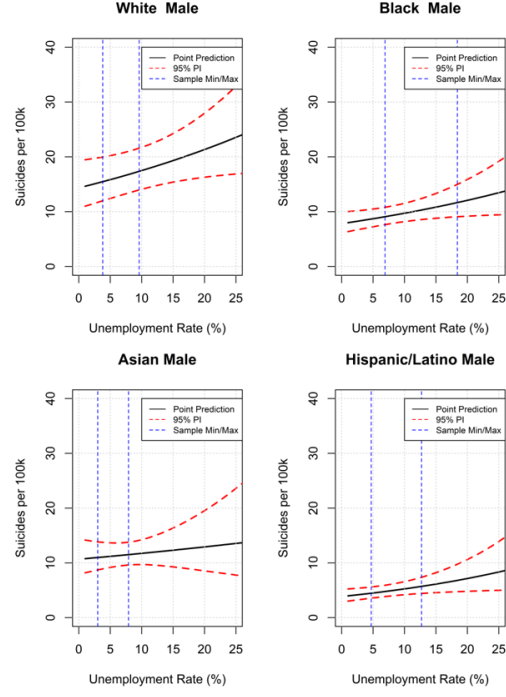 White  Male
Suicides per 100k
40
30
20
10
0
Point Prediction
95% PI
Sample Min/Max
0 5 10 15 20 25
Unemployment Rate (%)
Black  Male
Suicides per 100k
40
30
20
10
0
Point Prediction
95% PI
Sample Min/Max
0 5 10 15 20 25
Unemployment Rate (%)
Asian Male
Suicides per 100k
40
30
20
10
0
Point Prediction
95% PI
Sample Min/Max
0 5 10 15 20 25
Unemployment Rate (%)
Hispanic/Latino Male
Suicides per 100k
40
30
20
10
0
Point Prediction
95% PI
Sample Min/Max
0 5 10 15 20 25
Unemployment Rate (%)